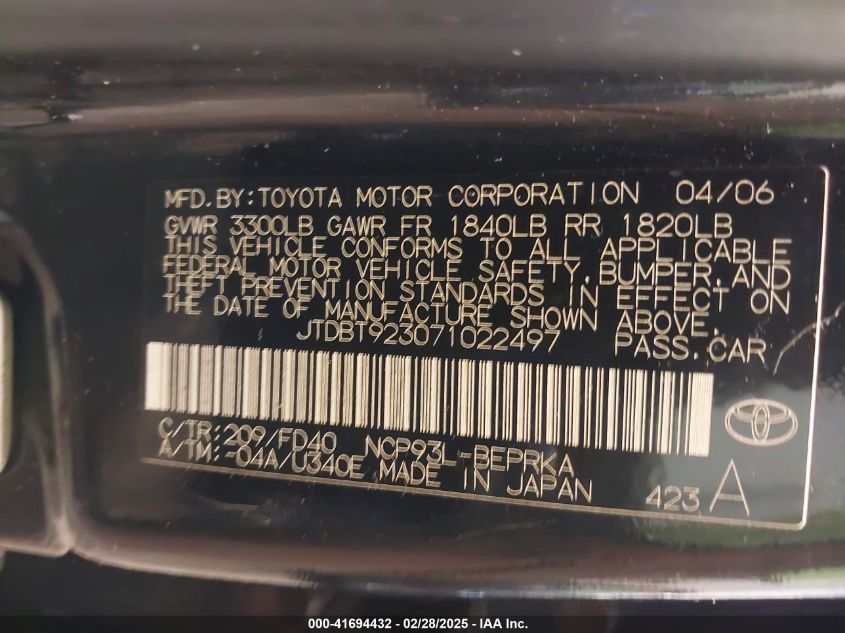 MFD.BY:TOYOTA MOTOR CORPORATION 04/06
GVWR 3300LB GAWR FR 1840LB RR 1820LB
THIS VEHICLE CONFORMS TO ALL APPLICABLE
FEDERAL MOTOR VEHICLE SAFETY,BUMPER,AND
THEFT PREVENTION STANDARDS IN EFFECT ON
THE DATE OF MANUFACTURE SHOWN ABOVE.
JTDBT923071022497 PASS.CAR
C/TR:209/FD40 NCP93L-BEPRKA
A/TM:-04A/U340E MADE IN JAPAN 423 A
000-41694432 - 02/28/2025 - IAA Inc.